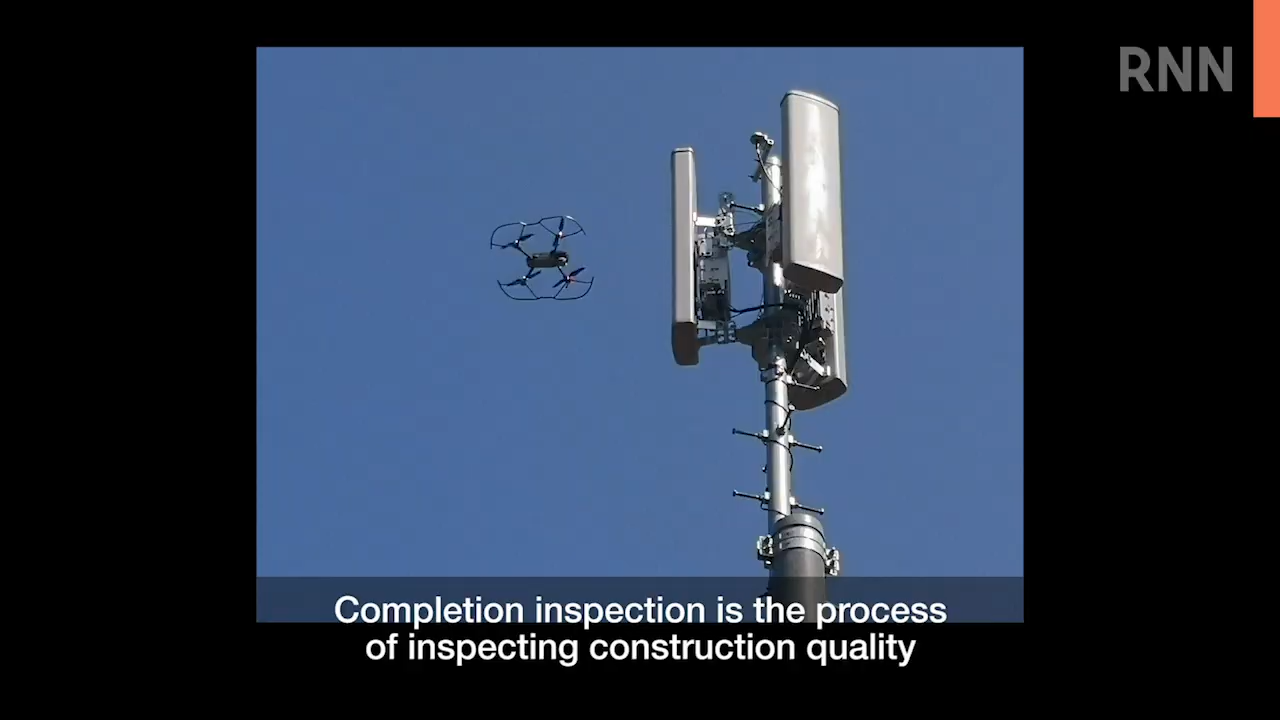 RNN
Completion inspection is the process
of inspecting construction quality